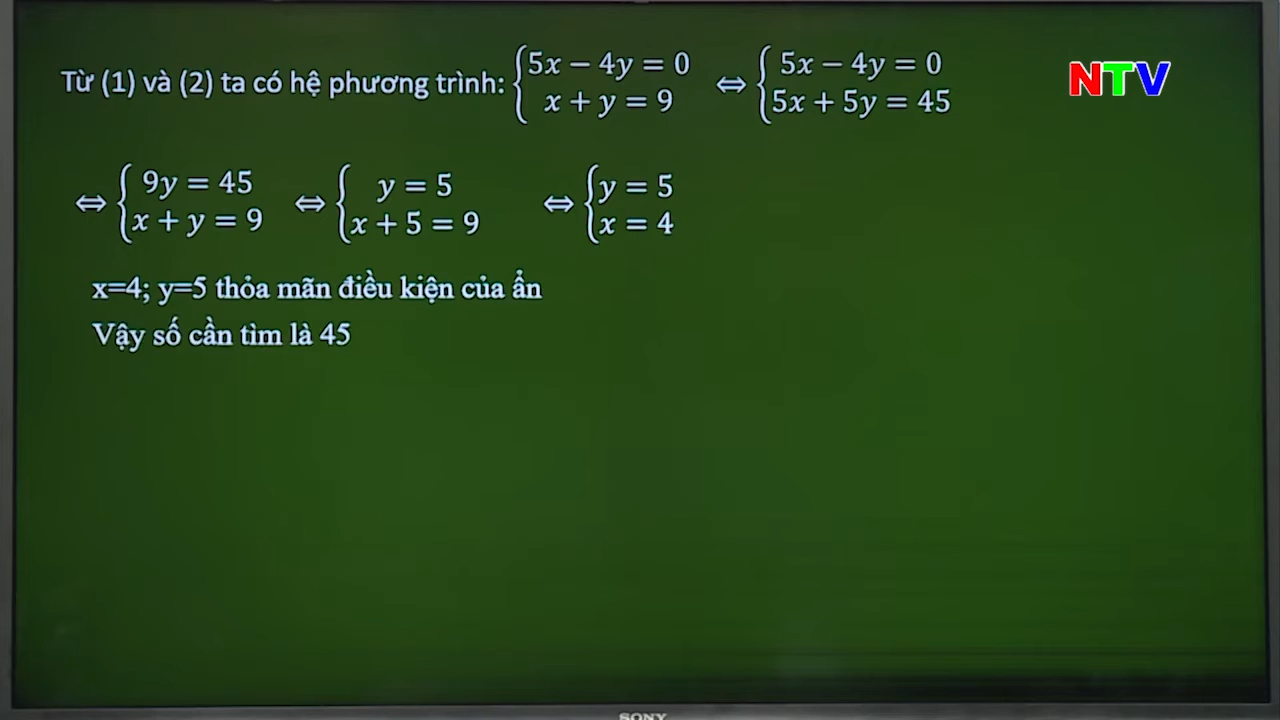 Từ (1) và (2) ta có hệ phương trình: {5x − 4y = 0 ; x + y = 9 ⇔ {5x − 4y = 0 ; 5x + 5y = 45
NTV
⇔ {9y = 45 ; x + y = 9 ⇔ {y = 5 ; x + 5 = 9 ⇔ {y = 5 ; x = 4
x=4; y=5 thỏa mãn điều kiện của ẩn
Vậy số cần tìm là 45
SONY